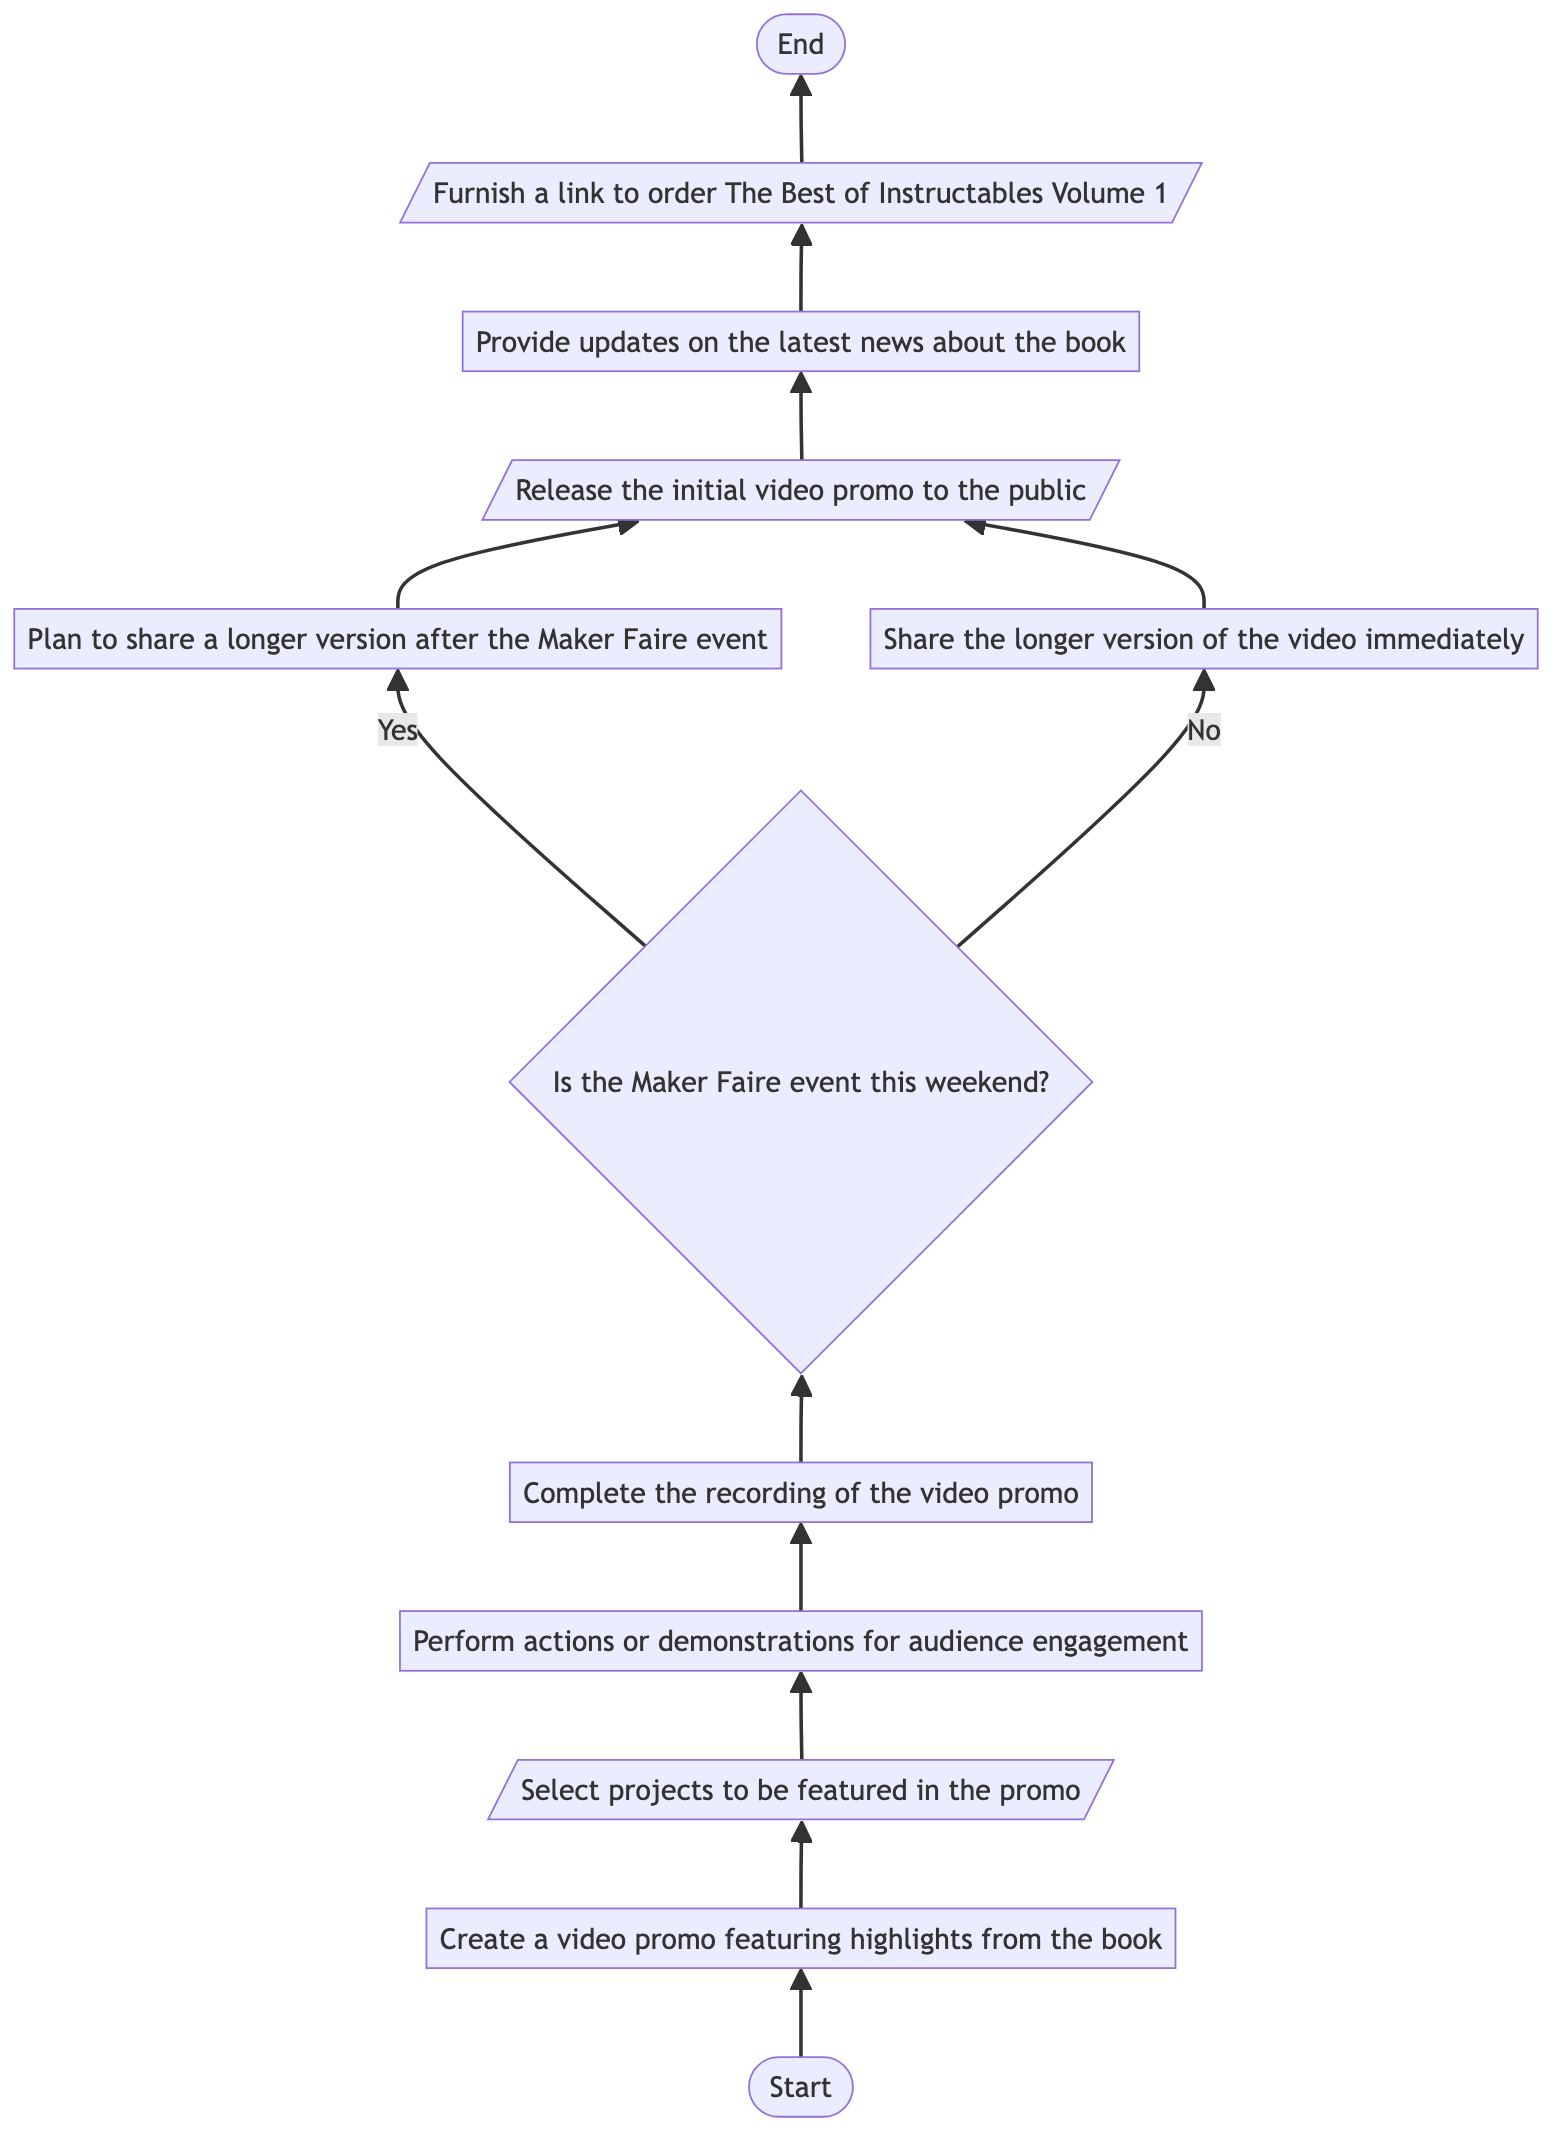 End
Furnish a link to order The Best of Instructables Volume 1
Provide updates on the latest news about the book
Release the initial video promo to the public
Plan to share a longer version after the Maker Faire event
Share the longer version of the video immediately
Yes
No
Is the Maker Faire event this weekend?
Complete the recording of the video promo
Perform actions or demonstrations for audience engagement
Select projects to be featured in the promo
Create a video promo featuring highlights from the book
Start